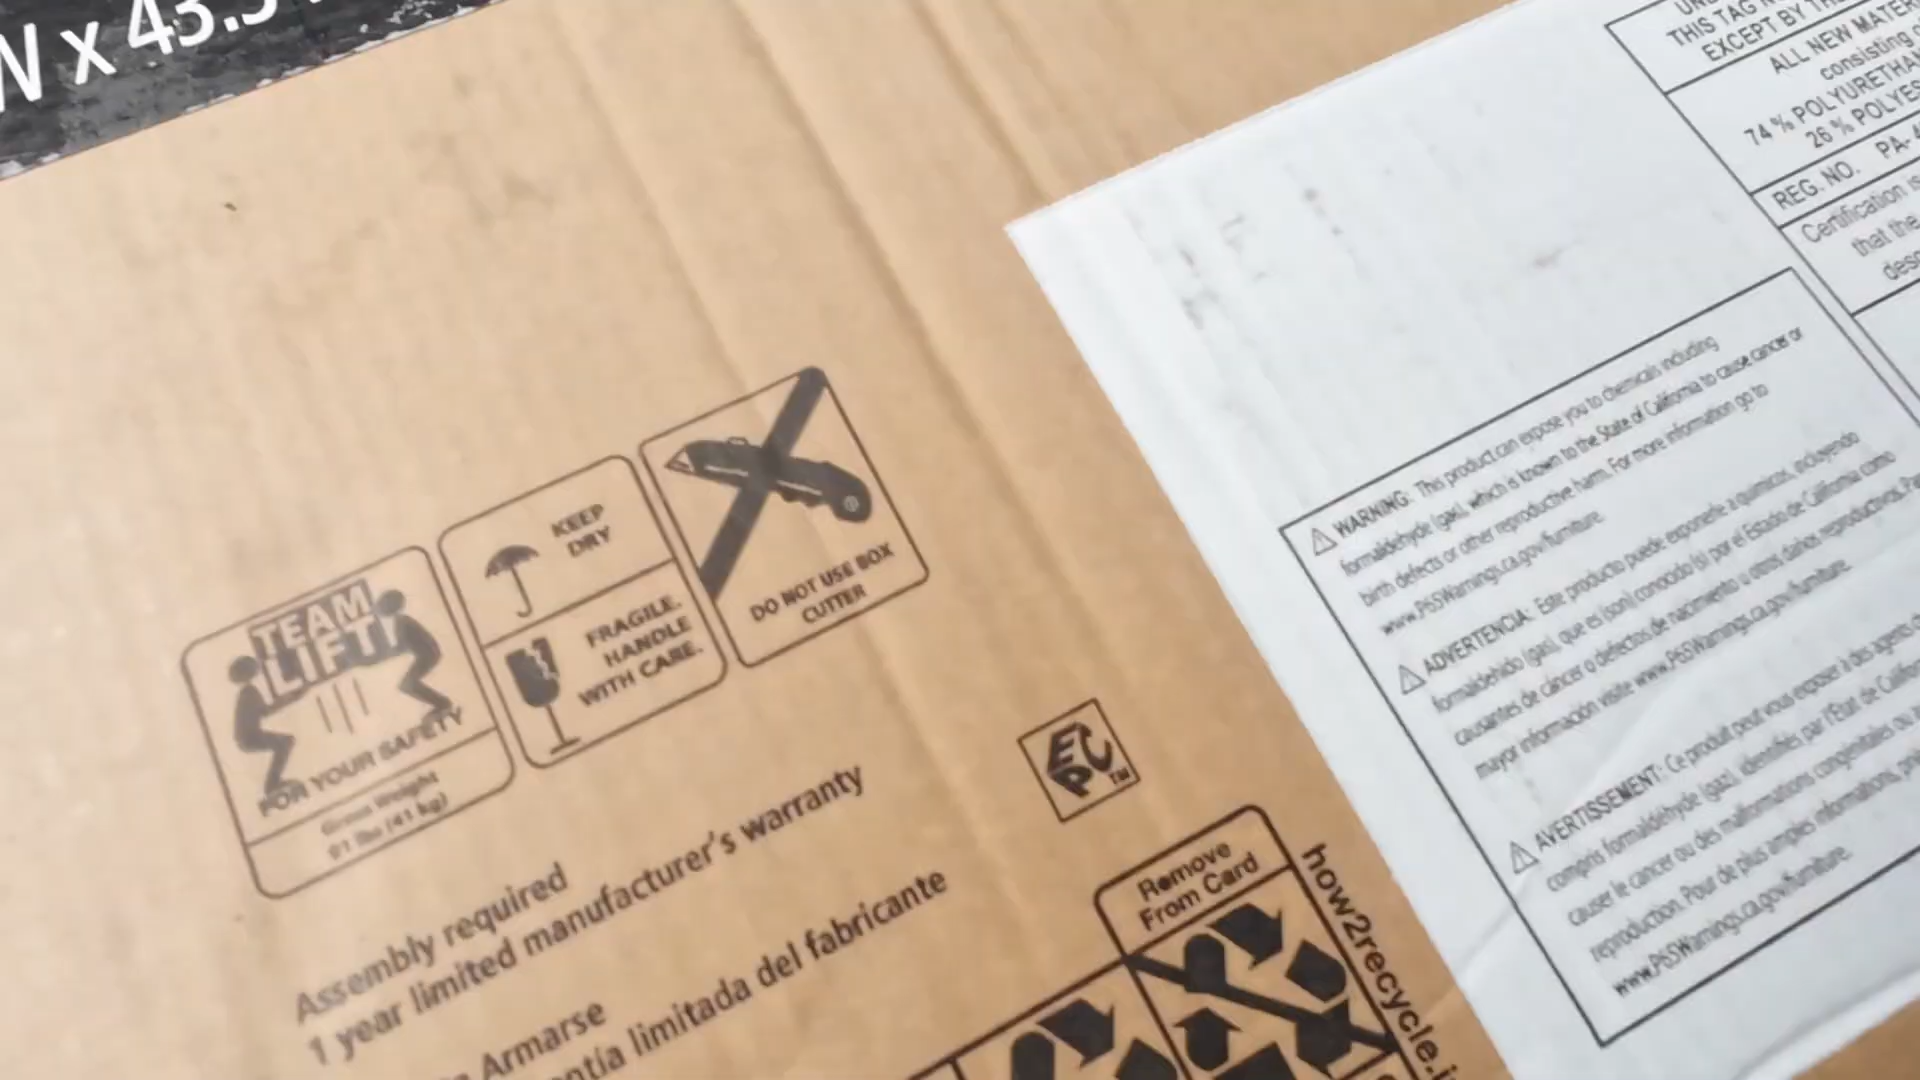 W x 43.5
TEAM
LIFT!
FOR YOUR SAFETY
Gross Weight
91 lbs (41 kg)
KEEP
DRY
FRAGILE.
HANDLE
WITH CARE.
DO NOT USE BOX
CUTTER
Assembly required
1 year limited manufacturer's warranty
Armarse
limitada del fabricante
EPC™
Remove
From Card
how2recycle.i
THIS TAG
EXCEPT BY
ALL NEW
consisting
74 %
26 %
REG. NO. PA-
Certification is
that the
⚠ WARNING: This product can expose you to chemicals including
formaldehyde (gas), which is known to the State of California to cause cancer or
birth defects or other reproductive harm. For more information go to
www.P65Warnings.ca.gov/furniture.
⚠ ADVERTENCIA: Este producto puede exponerle a químicos, incluyendo
formaldehido (gas), que es (son) conocido (s) por el Estado de California como
causantes de cáncer o defectos de nacimiento u otros daños reproductivos.
mayor información visite www.P65Warnings.ca.gov/furniture.
⚠ AVERTISSEMENT: Ce produit peut vous exposer à des agents
compris formaldéhyde (gaz), identifiés par l'État de
causer le cancer ou des malformations congénitales ou
reproduction. Pour de plus amples informations,
www.P65Warnings.ca.gov/furniture.